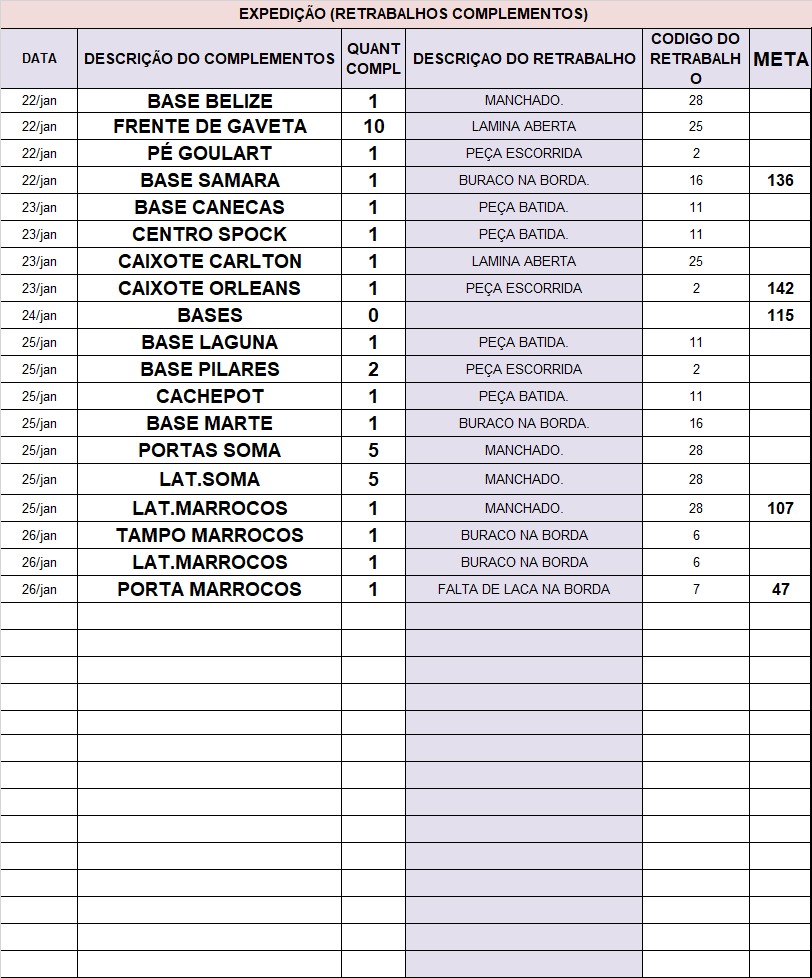 EXPEDIÇÃO (RETRABALHOS COMPLEMENTOS)
DATA DESCRIÇÃO DO COMPLEMENTOS QUANT COMPL DESCRIÇAO DO RETRABALHO CODIGO DO RETRABALHO META
22/jan BASE BELIZE 1 MANCHADO. 28
22/jan FRENTE DE GAVETA 10 LAMINA ABERTA 25
22/jan PÉ GOULART 1 PEÇA ESCORRIDA 2
22/jan BASE SAMARA 1 BURACO NA BORDA. 16 136
23/jan BASE CANECAS 1 PEÇA BATIDA. 11
23/jan CENTRO SPOCK 1 PEÇA BATIDA. 11
23/jan CAIXOTE CARLTON 1 LAMINA ABERTA 25
23/jan CAIXOTE ORLEANS 1 PEÇA ESCORRIDA 2 142
24/jan BASES 0 115
25/jan BASE LAGUNA 1 PEÇA BATIDA. 11
25/jan BASE PILARES 2 PEÇA ESCORRIDA 2
25/jan CACHEPOT 1 PEÇA BATIDA. 11
25/jan BASE MARTE 1 BURACO NA BORDA. 16
25/jan PORTAS SOMA 5 MANCHADO. 28
25/jan LAT.SOMA 5 MANCHADO. 28
25/jan LAT.MARROCOS 1 MANCHADO. 28 107
26/jan TAMPO MARROCOS 1 BURACO NA BORDA 6
26/jan LAT.MARROCOS 1 BURACO NA BORDA 6
26/jan PORTA MARROCOS 1 FALTA DE LACA NA BORDA 7 47